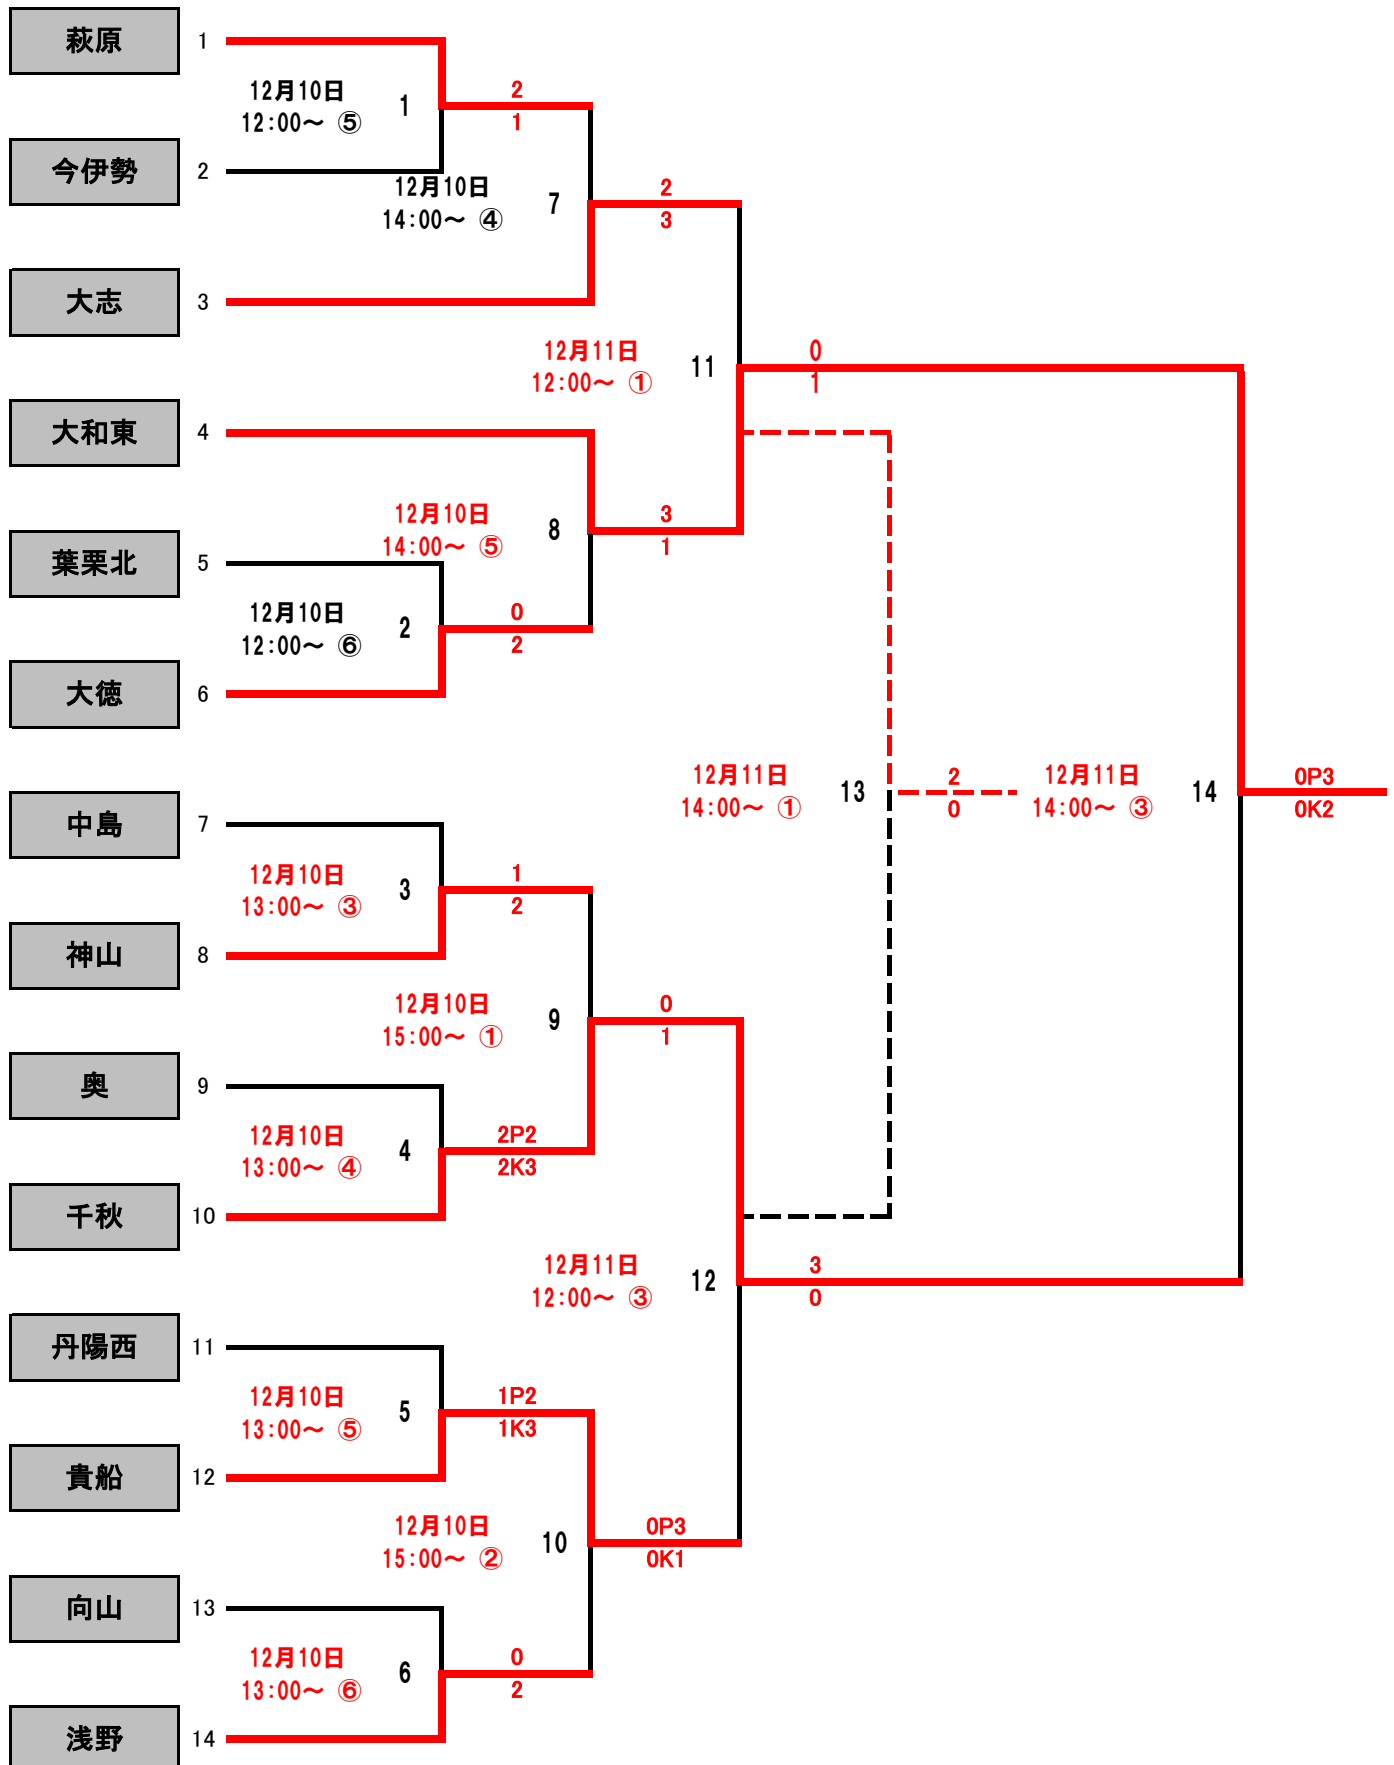 萩原 1
12月10日
12:00～ ⑤
1
2
1
今伊勢 2
12月10日
14:00～ ④
7
2
3
大志 3
12月11日
12:00～ ①
11
0
1
大和東 4
12月10日
14:00～ ⑤
8
3
1
葉栗北 5
12月10日
12:00～ ⑥
2
0
2
大徳 6
12月11日
14:00～ ①
13
2
0
12月11日
14:00～ ③
14
0P3
0K2
中島 7
12月10日
13:00～ ③
3
1
2
神山 8
12月10日
15:00～ ①
9
0
1
奥 9
12月10日
13:00～ ④
4
2P2
2K3
千秋 10
12月11日
12:00～ ③
12
3
0
丹陽西 11
12月10日
13:00～ ⑤
5
1P2
1K3
貴船 12
12月10日
15:00～ ②
10
0P3
0K1
向山 13
12月10日
13:00～ ⑥
6
0
2
浅野 14